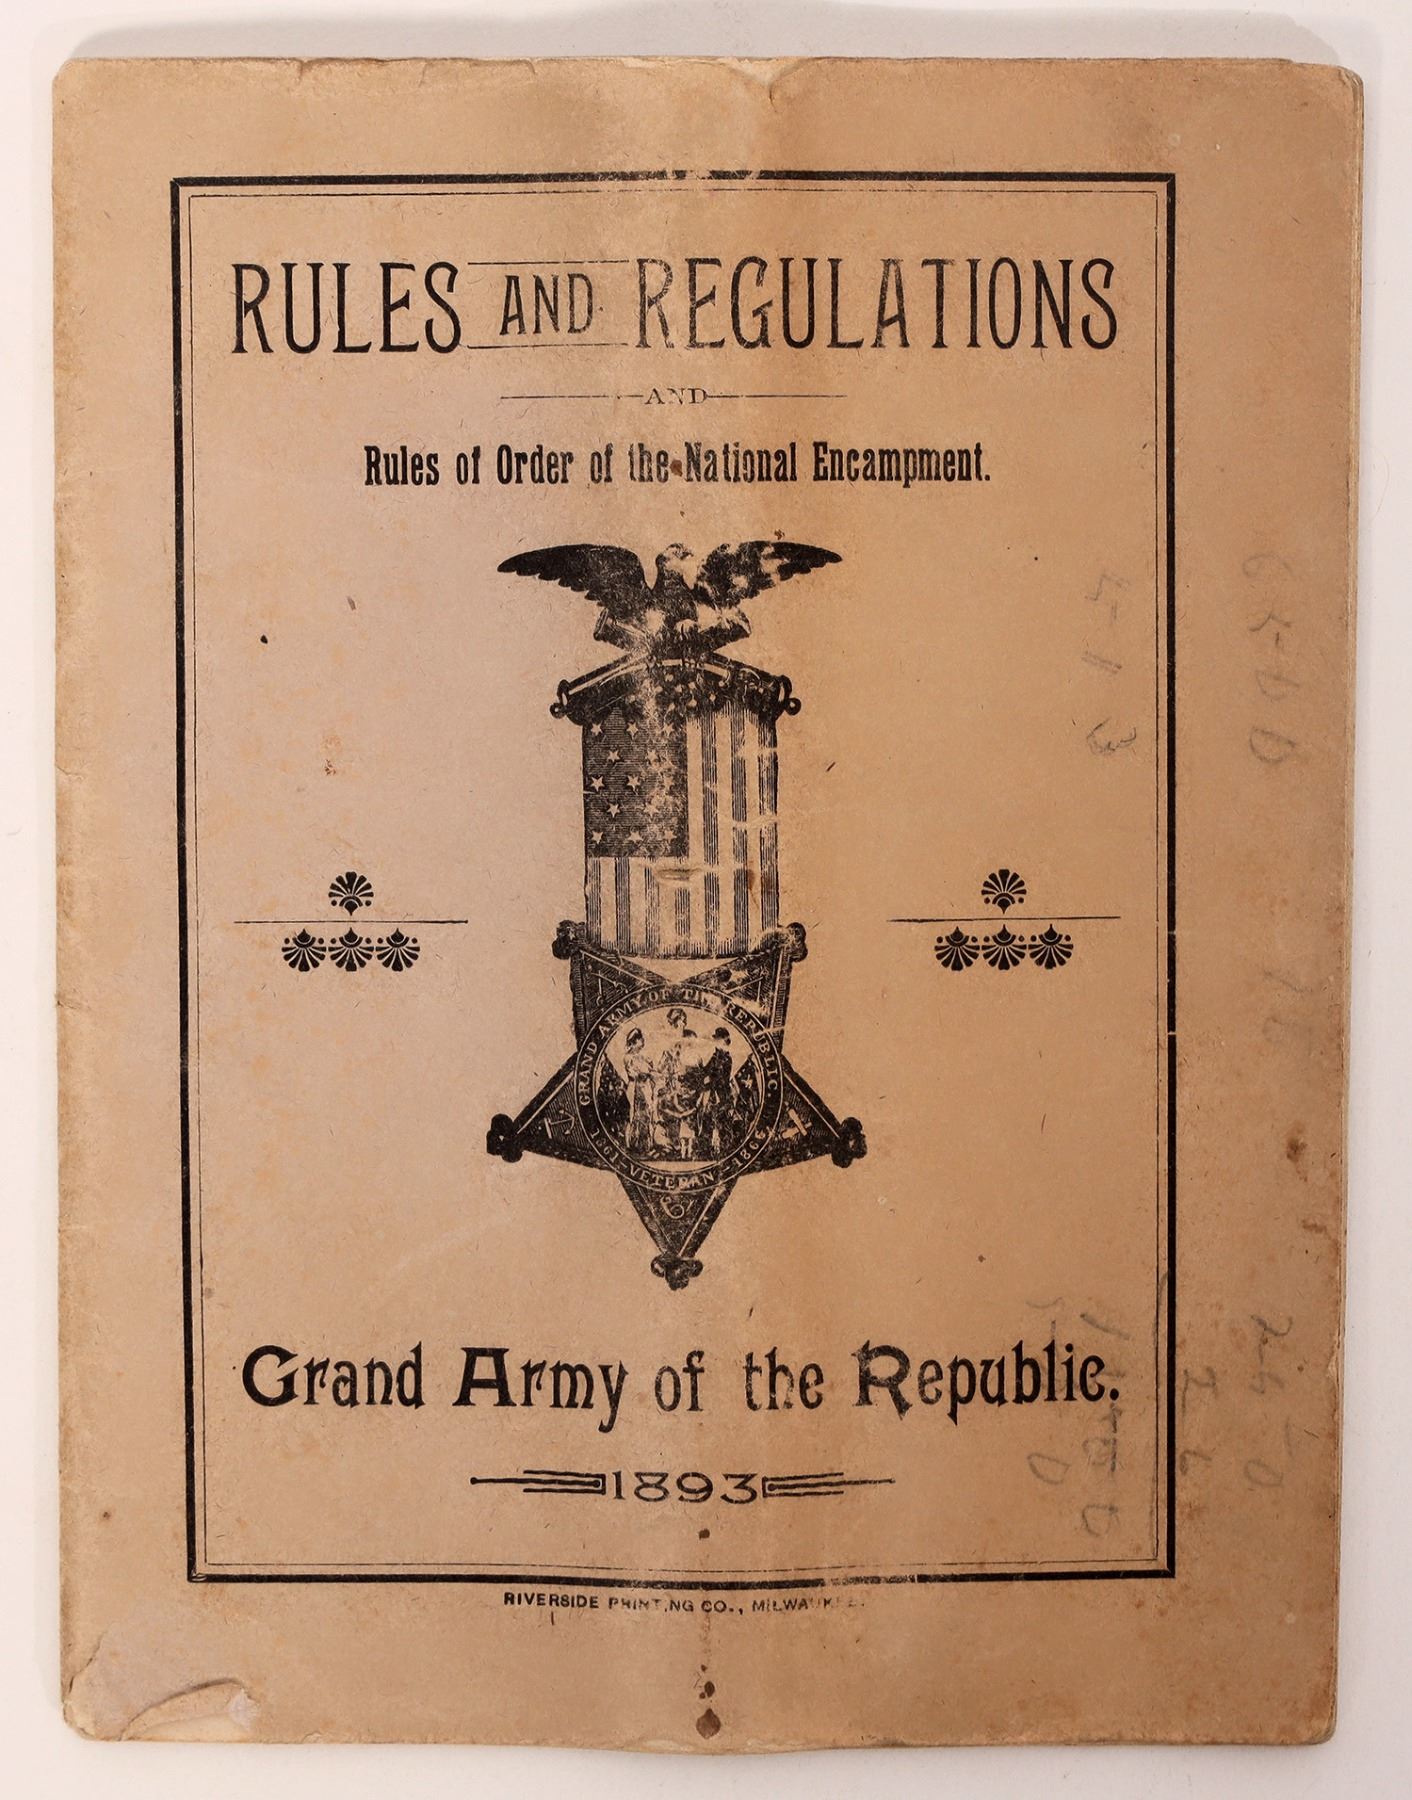 RULES AND REGULATIONS
AND
Rules of Order of the National Encampment.
GRAND ARMY OF THE REPUBLIC
1861-VETERAN-1866
Grand Army of the Republic.
1893
RIVERSIDE PRINTING CO., MILWAUKEE.